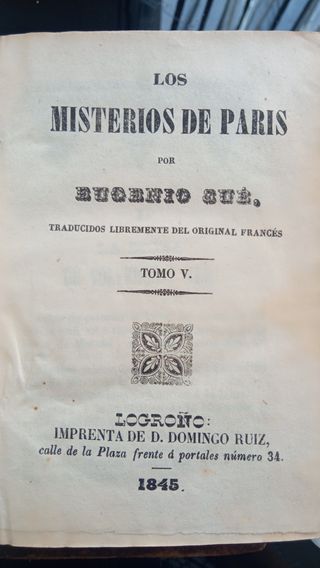 LOS
MISTERIOS DE PARIS
POR
EUGENIO SUÉ,
TRADUCIDOS LIBREMENTE DEL ORIGINAL FRANCÉS
TOMO V.
LOGROÑO:
IMPRENTA DE D. DOMINGO RUIZ,
calle de la Plaza frente á portales número 34.
1845.